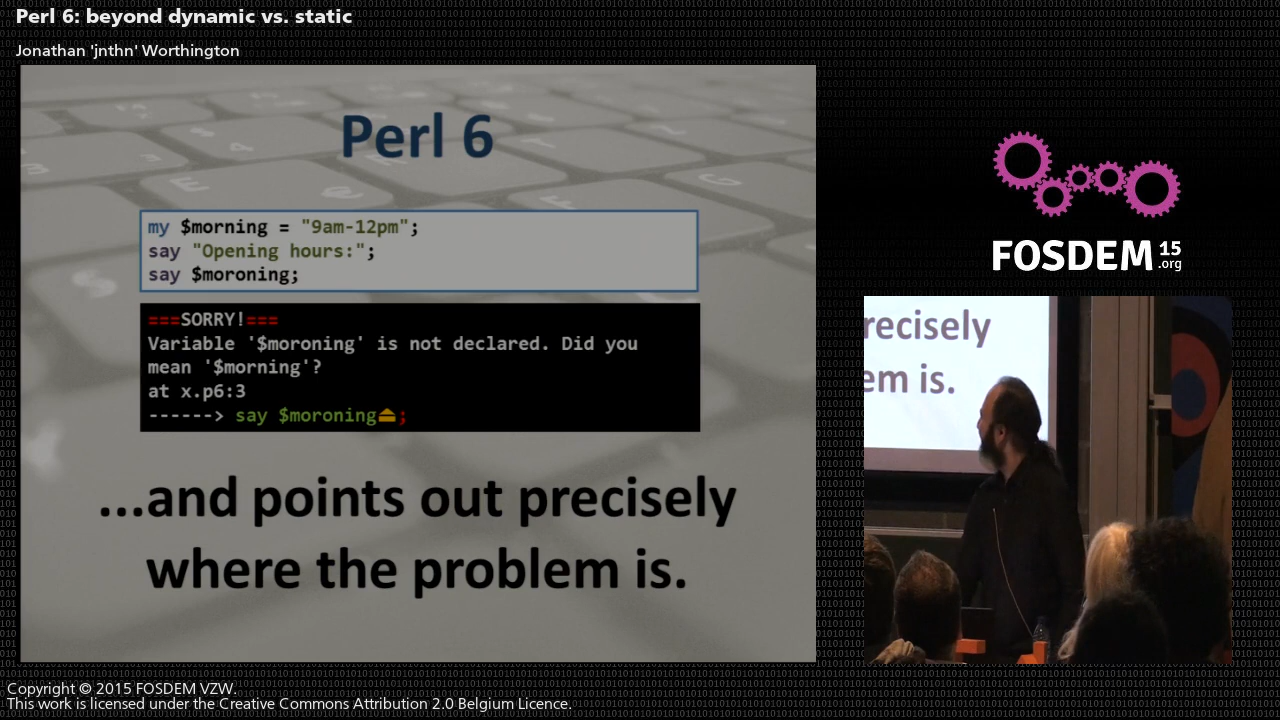 Perl 6: beyond dynamic vs. static
Jonathan 'jnthn' Worthington
Perl 6
my $morning = "9am-12pm";
say "Opening hours:";
say $moroning;
===SORRY!===
Variable '$moroning' is not declared. Did you
mean '$morning'?
at x.p6:3
------> say $moroning⏏;
...and points out precisely
where the problem is.
FOSDEM 15
.org
recisely
em is.
Copyright © 2015 FOSDEM VZW.
This work is licensed under the Creative Commons Attribution 2.0 Belgium Licence.